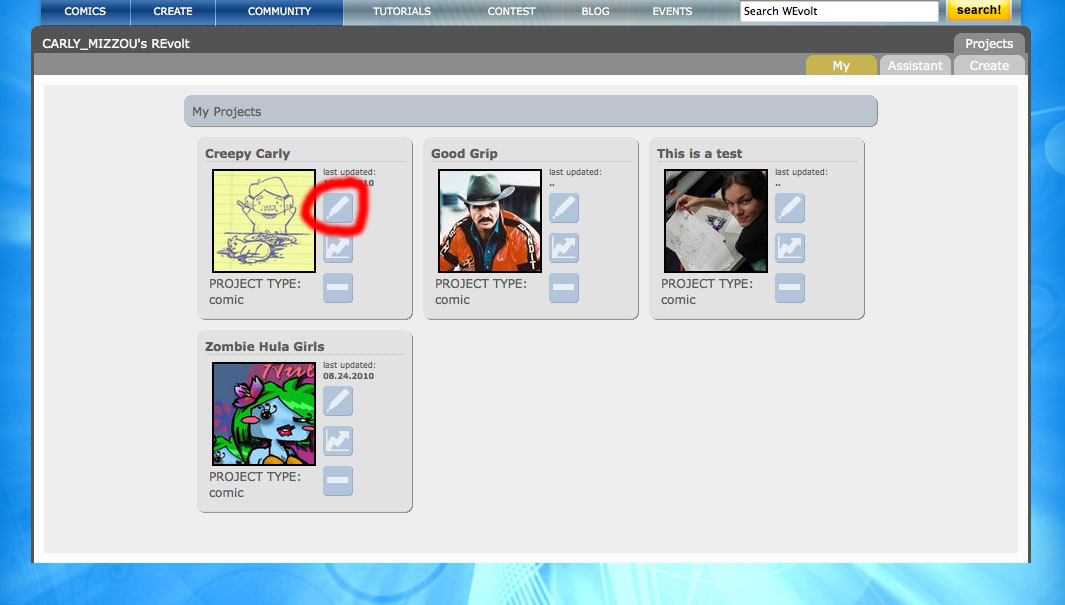 COMICS CREATE COMMUNITY TUTORIALS CONTEST BLOG EVENTS Search WEvolt search!
CARLY_MIZZOU's REvolt Projects
My Assistant Create
My Projects
Creepy Carly
last updated:
2010
PROJECT TYPE:
comic
Good Grip
last updated:
..
PROJECT TYPE:
comic
This is a test
last updated:
..
PROJECT TYPE:
comic
Zombie Hula Girls
last updated:
08.24.2010
Hul
PROJECT TYPE:
comic